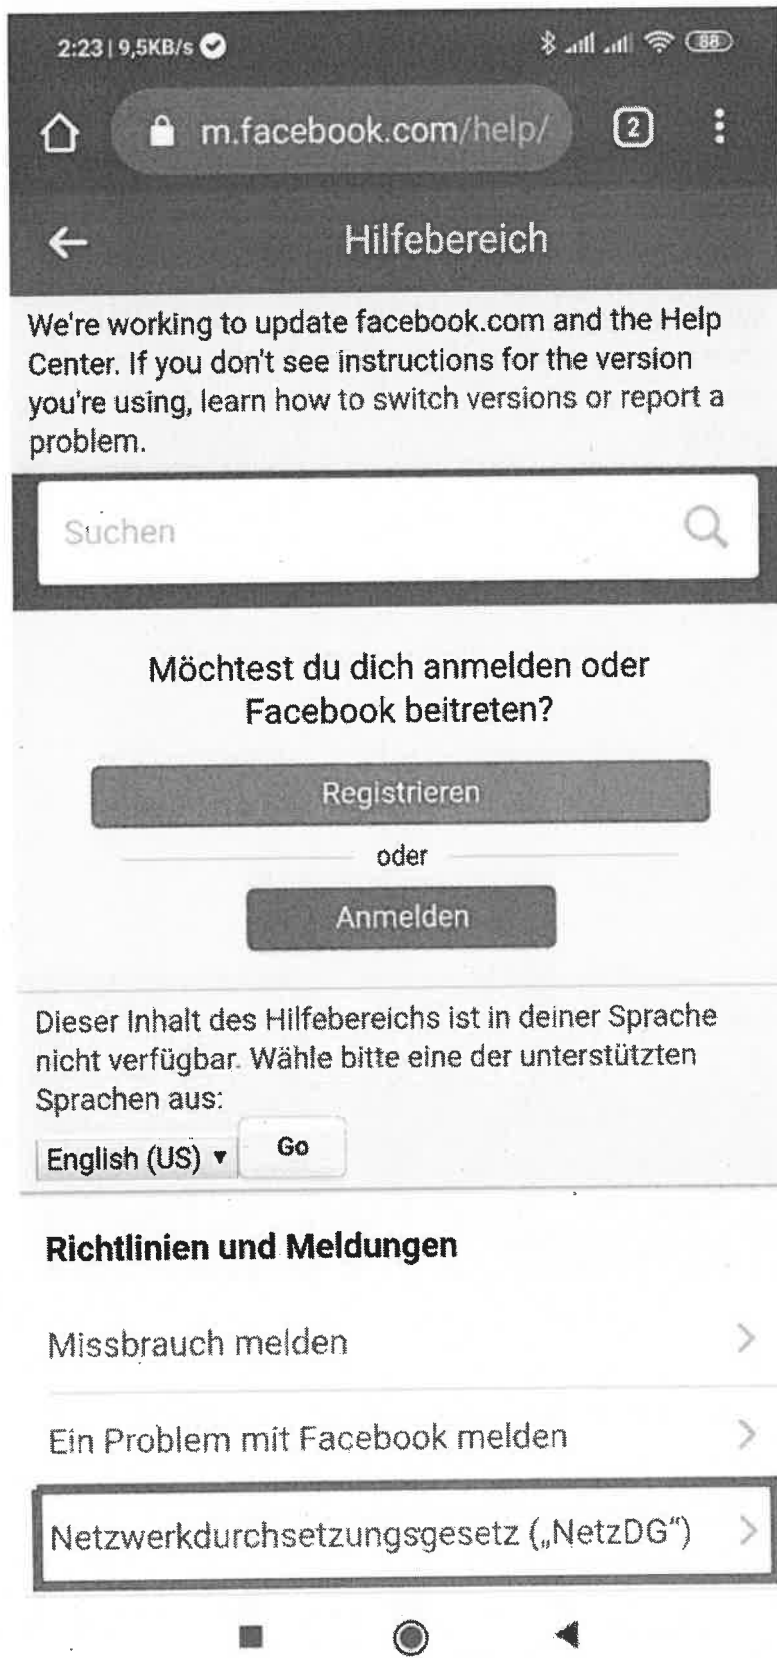 2:23 | 9,5KB/s
88
m.facebook.com/help/
2
Hilfebereich
We're working to update facebook.com and the Help
Center. If you don't see instructions for the version
you're using, learn how to switch versions or report a
problem.
Suchen
Möchtest du dich anmelden oder
Facebook beitreten?
Registrieren
oder
Anmelden
Dieser Inhalt des Hilfebereichs ist in deiner Sprache
nicht verfügbar. Wähle bitte eine der unterstützten
Sprachen aus:
English (US) ▾ Go
Richtlinien und Meldungen
Missbrauch melden
Ein Problem mit Facebook melden
Netzwerkdurchsetzungsgesetz („NetzDG“)